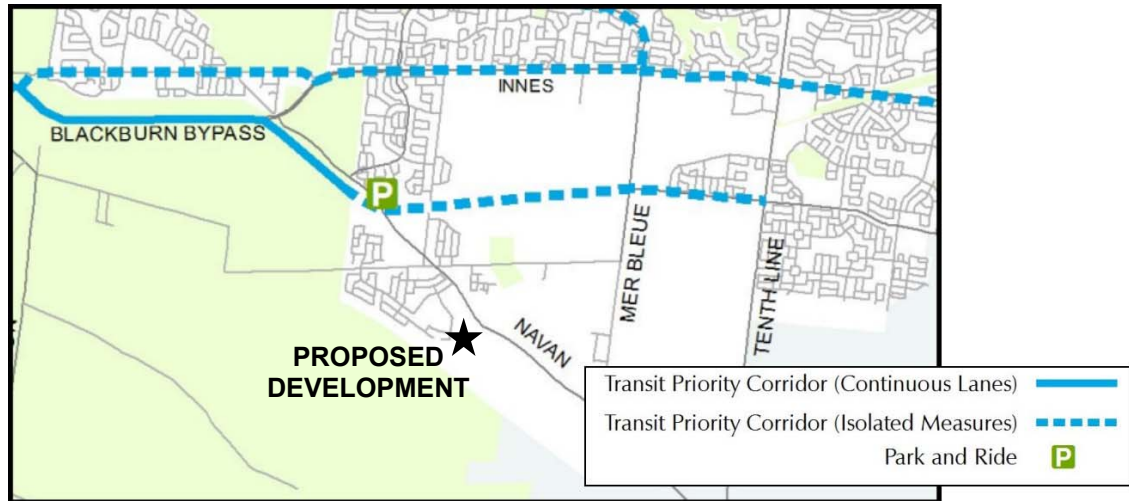 INNES
BLACKBURN BYPASS
P
MER BLEUE
TENTH LINE
NAVAN
PROPOSED
DEVELOPMENT
Transit Priority Corridor (Continuous Lanes)
Transit Priority Corridor (Isolated Measures)
Park and Ride P